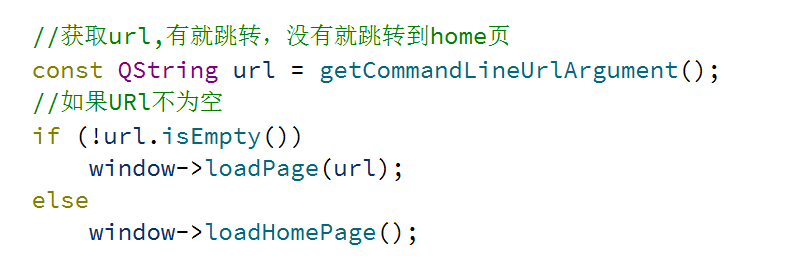 //获取url,有就跳转，没有就跳转到home页
const QString url = getCommandLineUrlArgument();
//如果URl不为空
if (!url.isEmpty())
    window->loadPage(url);
else
    window->loadHomePage();